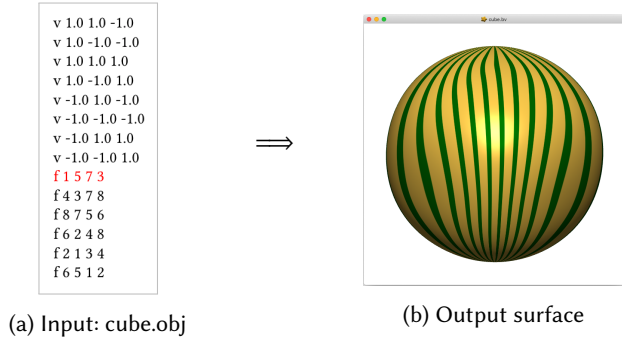 v 1.0 1.0 -1.0
v 1.0 -1.0 -1.0
v 1.0 1.0 1.0
v 1.0 -1.0 1.0
v -1.0 1.0 -1.0
v -1.0 -1.0 -1.0
v -1.0 1.0 1.0
v -1.0 -1.0 1.0
f 1 5 7 3
f 4 3 7 8
f 8 7 5 6
f 6 2 4 8
f 2 1 3 4
f 6 5 1 2
(a) Input: cube.obj
⟹
cube.lsv
(b) Output surface